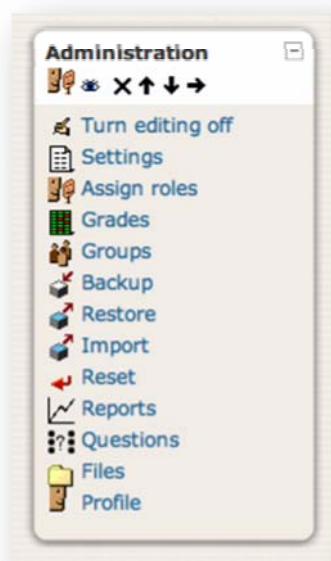 Administration
Turn editing off
Settings
Assign roles
Grades
Groups
Backup
Restore
Import
Reset
Reports
Questions
Files
Profile